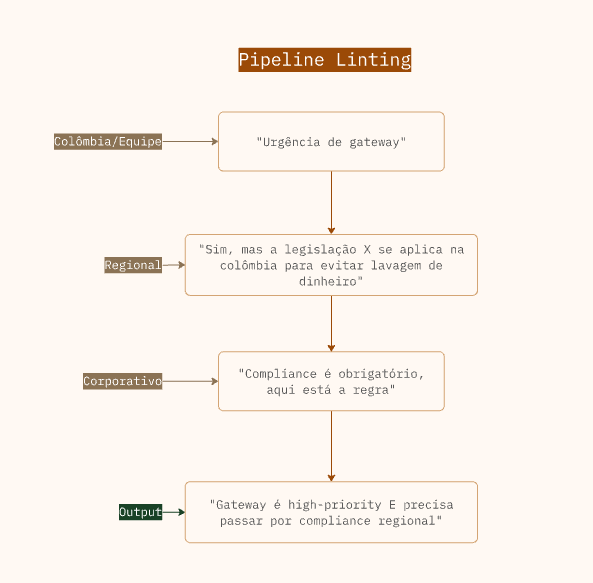 Pipeline Linting
Colômbia/Equipe
"Urgência de gateway"
Regional
"Sim, mas a legislação X se aplica na
colômbia para evitar lavagem de
dinheiro"
Corporativo
"Compliance é obrigatório,
aqui está a regra"
Output
"Gateway é high-priority E precisa
passar por compliance regional"